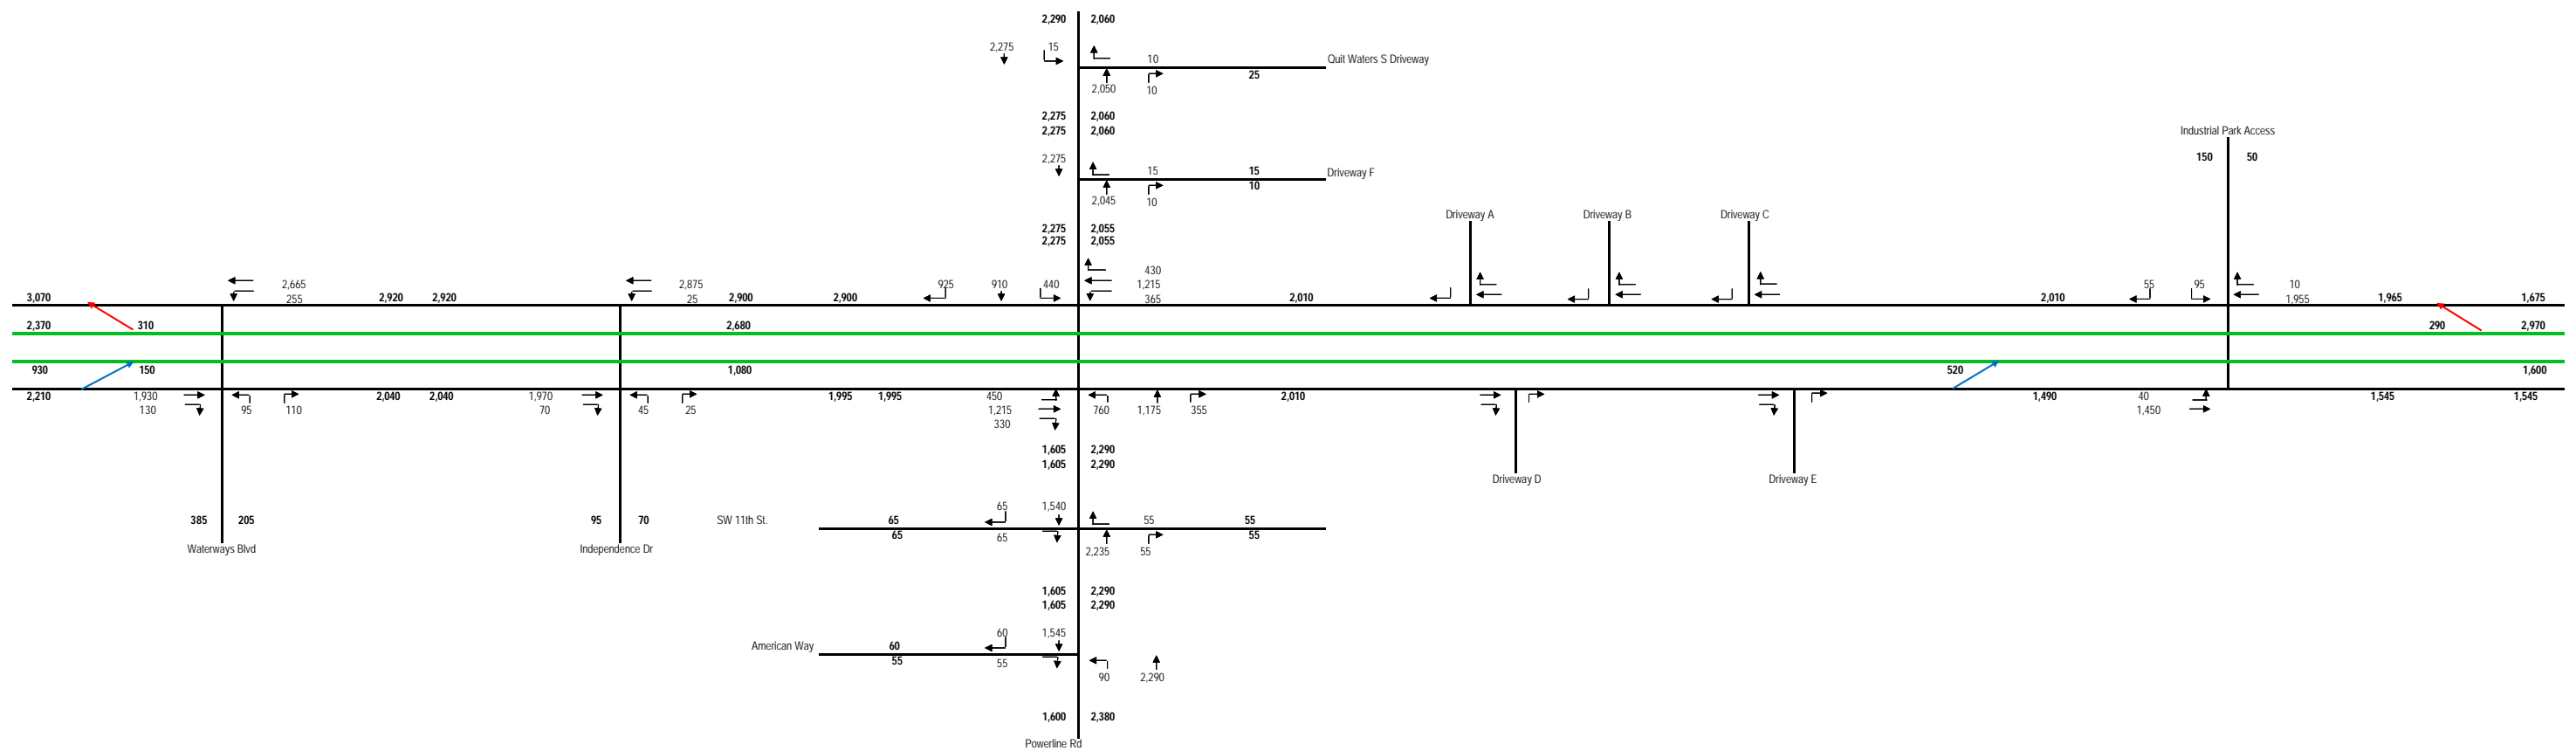 2,290 2,060
2,275 15
10
Quit Waters S Driveway
25
2,050 10
2,275 2,060
2,275 2,060
Industrial Park Access
150 50
2,275
15 15
Driveway F
10
2,045 10
Driveway A Driveway B Driveway C
2,275 2,055
2,275 2,055
430
2,665 2,875 925 910 440 1,215 55 95 10
3,070 255 2,920 2,920 25 2,900 2,900 365 2,010 2,010 1,955 1,965 1,675
2,370 310 2,680 290 2,970
930 150 1,080 520 1,600
2,210 1,930 2,040 2,040 1,970 1,995 1,995 450 2,010 1,490 40 1,545 1,545
130 95 110 70 45 25 1,215 760 1,175 355 1,450
330
1,605 2,290
1,605 2,290
Driveway D Driveway E
65 1,540
385 205 95 70 SW 11th St. 65 55 55
65 65 55
Waterways Blvd Independence Dr 2,235 55
1,605 2,290
1,605 2,290
60 1,545
American Way 60
55 55
90 2,290
1,600 2,380
Powerline Rd